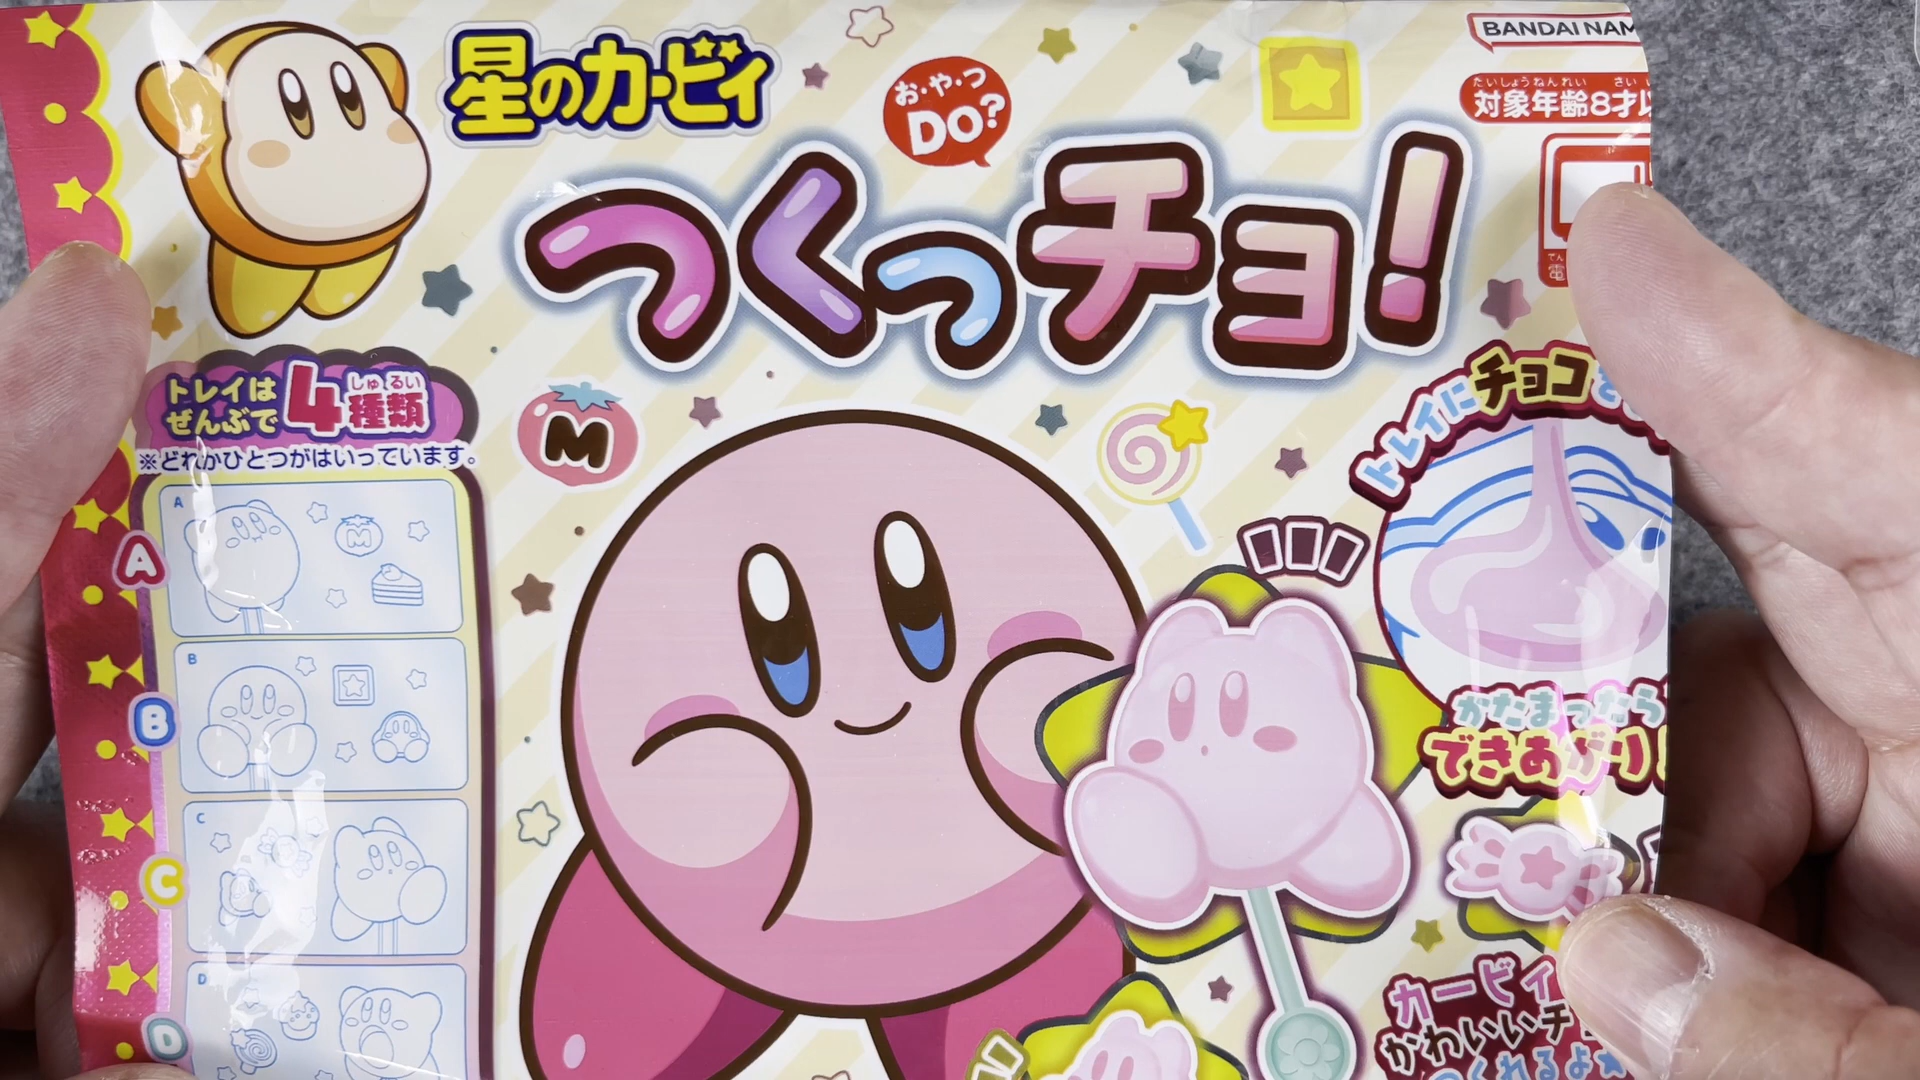 星のカービィ
お・や・つ
DO?
つくっチョ!
BANDAI NAM
たいしょうねんれい さい
対象年齢8才
でん
電
トレイは
ぜんぶで
4
しゅるい
種類
※どれかひとつがはいっています。
M
A
A
M
B
B
C
C
D
D
トレイにチョコを
かたまったら
できあがり!
カービィ
かわいいチ
つくれるよ